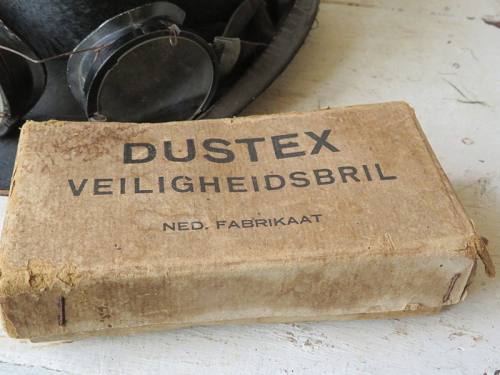 DUSTEX
VEILIGHEIDSBRIL
NED. FABRIKAAT